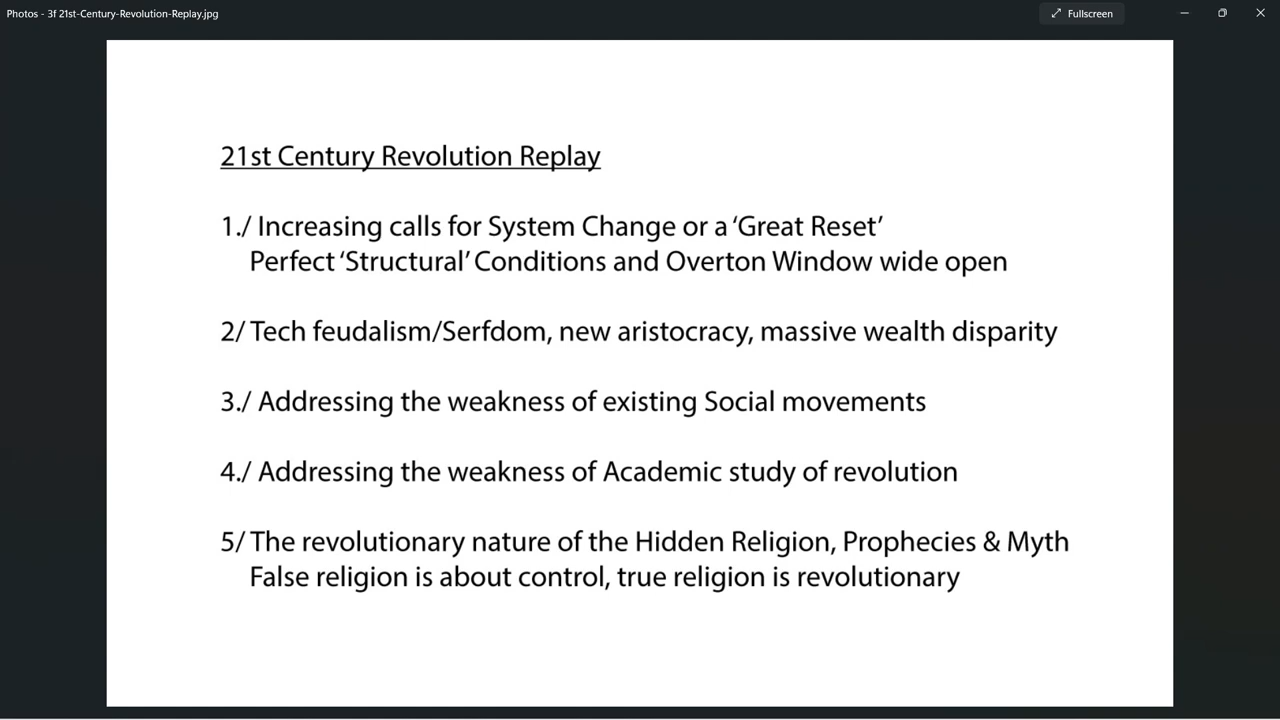 Photos - 3f 21st-Century-Revolution-Replay.jpg
Fullscreen
21st Century Revolution Replay
1./ Increasing calls for System Change or a ‘Great Reset’
Perfect ‘Structural’ Conditions and Overton Window wide open
2/ Tech feudalism/Serfdom, new aristocracy, massive wealth disparity
3./ Addressing the weakness of existing Social movements
4./ Addressing the weakness of Academic study of revolution
5/ The revolutionary nature of the Hidden Religion, Prophecies & Myth
False religion is about control, true religion is revolutionary